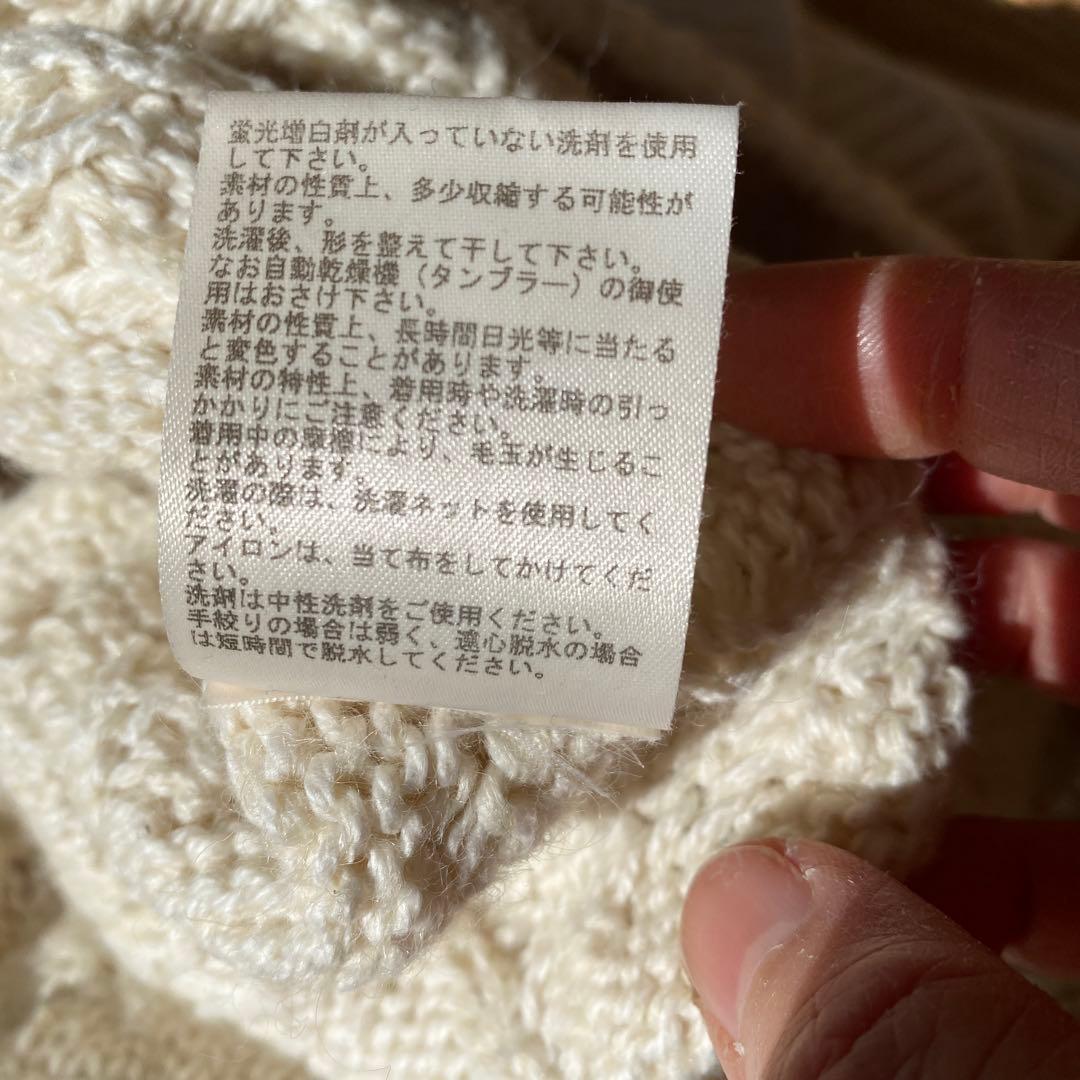 蛍光増白剤が入っていない洗剤を使用
して下さい。
素材の性質上、多少収縮する可能性が
あります。
洗濯後、形を整えて干して下さい。
なお自動乾燥機（タンブラー）の御使
用はおさけ下さい。
素材の性質上、長時間日光等に当たる
と変色することがあります。
素材の特性上、着用時や洗濯時の引っ
かかりにご注意ください。
着用中の摩擦により、毛玉が生じるこ
とがあります。
洗濯の際は、洗濯ネットを使用してく
ださい。
アイロンは、当て布をしてかけてくだ
さい。
洗剤は中性洗剤をご使用ください。
手絞りの場合は弱く、遠心脱水の場合
は短時間で脱水してください。